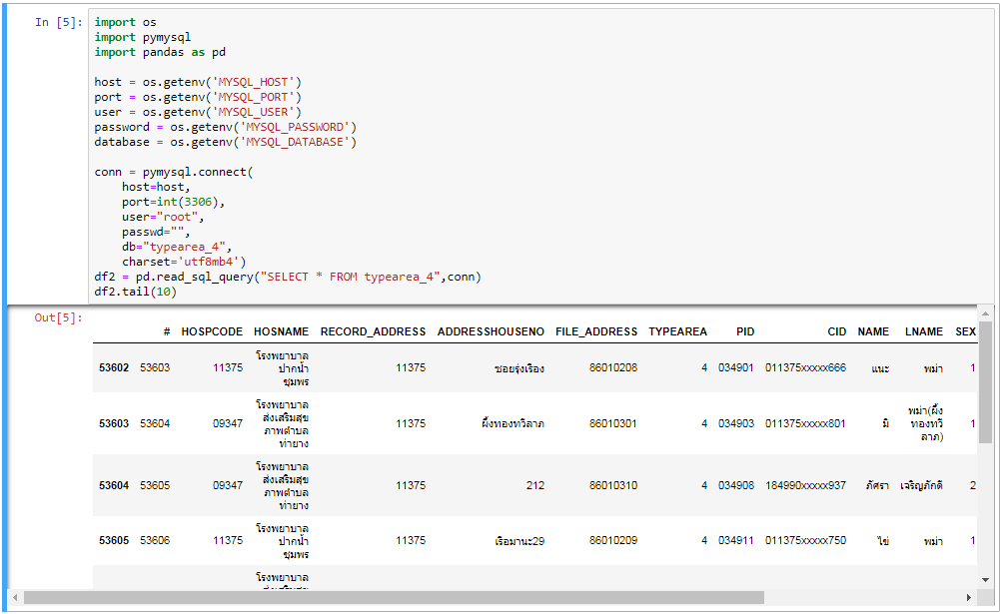 In [5]:
import os
import pymysql
import pandas as pd
host = os.getenv('MYSQL_HOST')
port = os.getenv('MYSQL_PORT')
user = os.getenv('MYSQL_USER')
password = os.getenv('MYSQL_PASSWORD')
database = os.getenv('MYSQL_DATABASE')
conn = pymysql.connect(
host=host,
port=int(3306),
user="root",
passwd="",
db="typearea_4",
charset='utf8mb4')
df2 = pd.read_sql_query("SELECT * FROM typearea_4",conn)
df2.tail(10)
Out[5]:
# HOSPCODE HOSNAME RECORD_ADDRESS ADDRESSHOUSENO FILE_ADDRESS TYPEAREA PID CID NAME LNAME SEX
โรงพยาบาล
53602 53603 11375 ปากน้ำ 11375 ซอยรุ่งเรือง 86010208 4 034901 011375xxxxx666 แนะ พม่า 1
ชุมพร
โรงพยาบาล
ส่งเสริมสุข พม่า(ผึ้ง
53603 53604 09347 ภาพตำบล 11375 ผึ้งทองทวีลาภ 86010301 4 034903 011375xxxxx801 มิ ทองทวี 1
ท่ายาง ลาภ)
โรงพยาบาล
ส่งเสริมสุข
53604 53605 09347 ภาพตำบล 11375 212 86010310 4 034908 184990xxxxx937 ภัศรา เจริญภักดี 2
ท่ายาง
โรงพยาบาล
53605 53606 11375 ปากน้ำ 11375 เรือมานะ29 86010209 4 034911 011375xxxxx750 ไข่ พม่า 1
ชุมพร
โรงพยาบาล